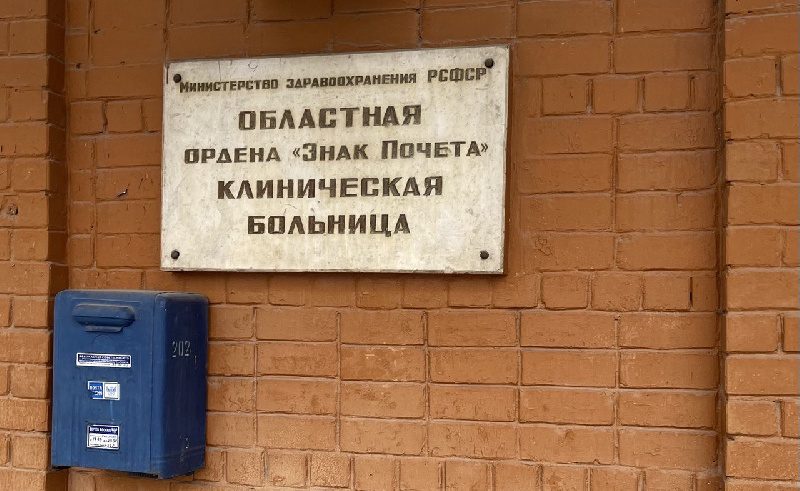 Министерство здравоохранения РСФСР
ОБЛАСТНАЯ
ОРДЕНА «ЗНАК ПОЧЕТА»
КЛИНИЧЕСКАЯ
БОЛЬНИЦА
202